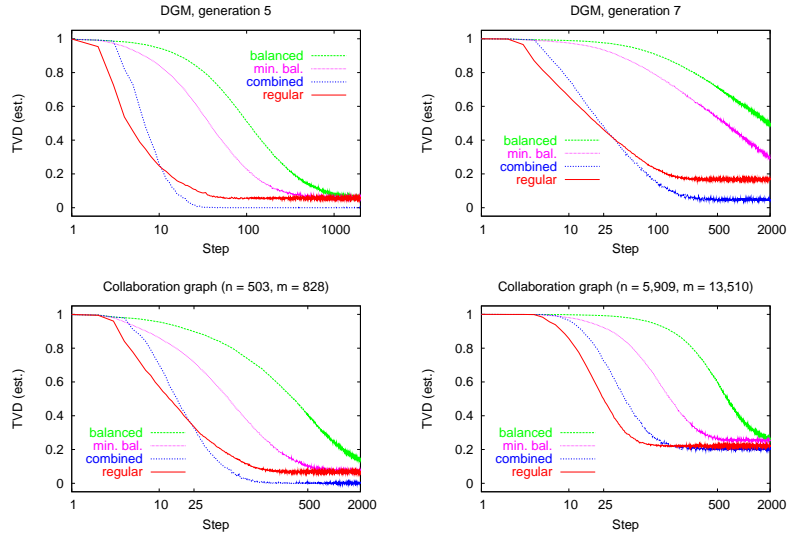 DGM, generation 5
TVD (est.)
1
0.8
0.6
0.4
0.2
0
balanced
min. bal.
combined
regular
1 10 100 1000
Step
DGM, generation 7
TVD (est.)
1
0.8
0.6
0.4
0.2
0
balanced
min. bal.
combined
regular
1 10 25 100 500 2000
Step
Collaboration graph (n = 503, m = 828)
TVD (est.)
1
0.8
0.6
0.4
0.2
0
balanced
min. bal.
combined
regular
1 10 25 500 2000
Step
Collaboration graph (n = 5,909, m = 13,510)
TVD (est.)
1
0.8
0.6
0.4
0.2
0
balanced
min. bal.
combined
regular
1 10 25 100 500 2000
Step